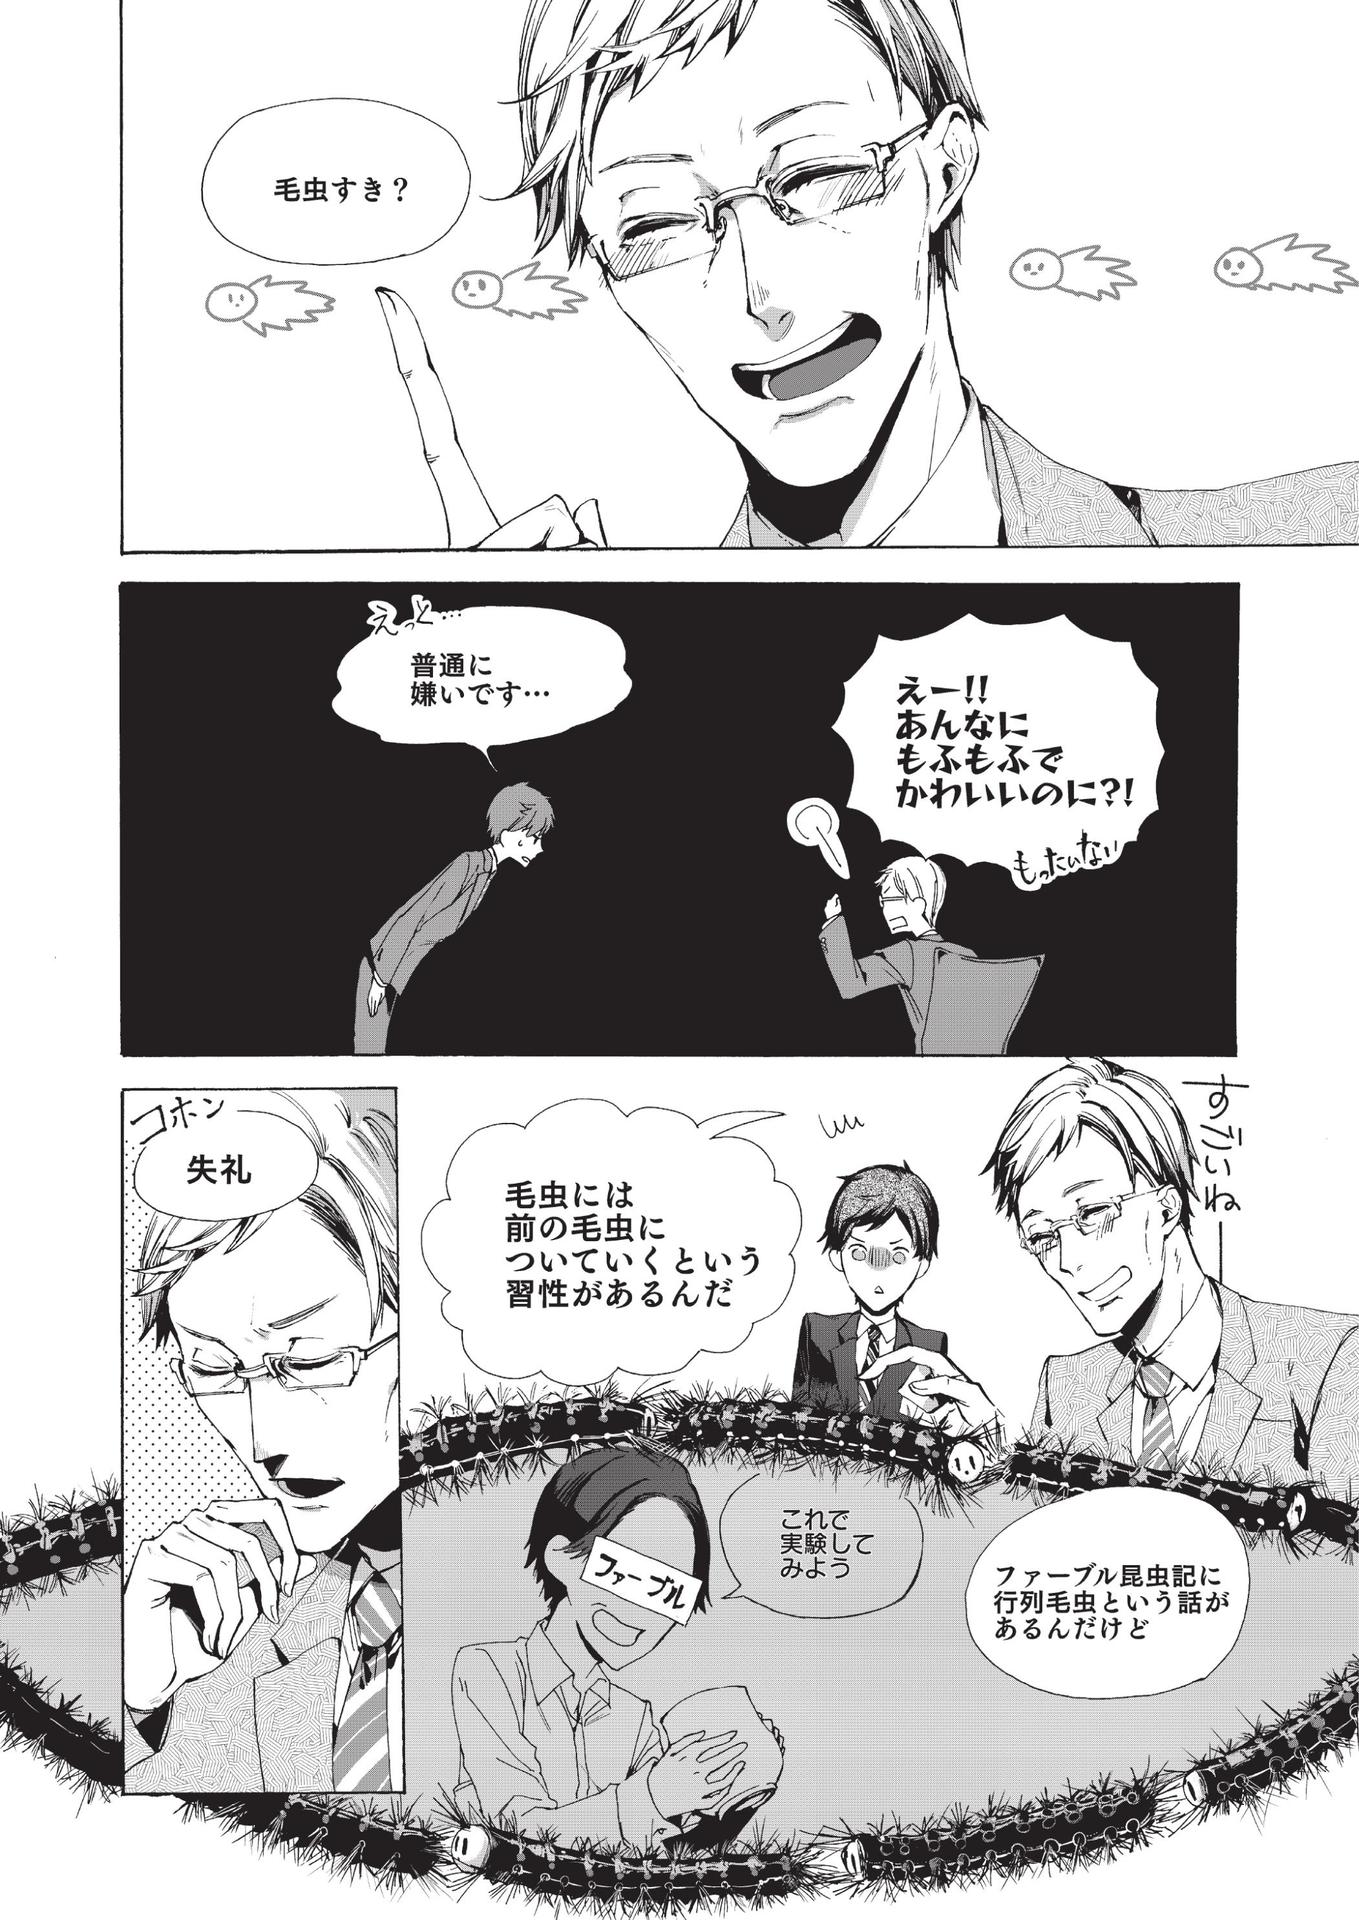 毛虫すき？
えっと…
普通に
嫌いです…
えー!!
あんなに
もふもふで
かわいいのに?!
もったいない
コホン
失礼
毛虫には
前の毛虫に
ついていくという
習性があるんだ
すごいねー
ファーブル
これで
実験して
みよう
ファーブル昆虫記に
行列毛虫という話が
あるんだけど